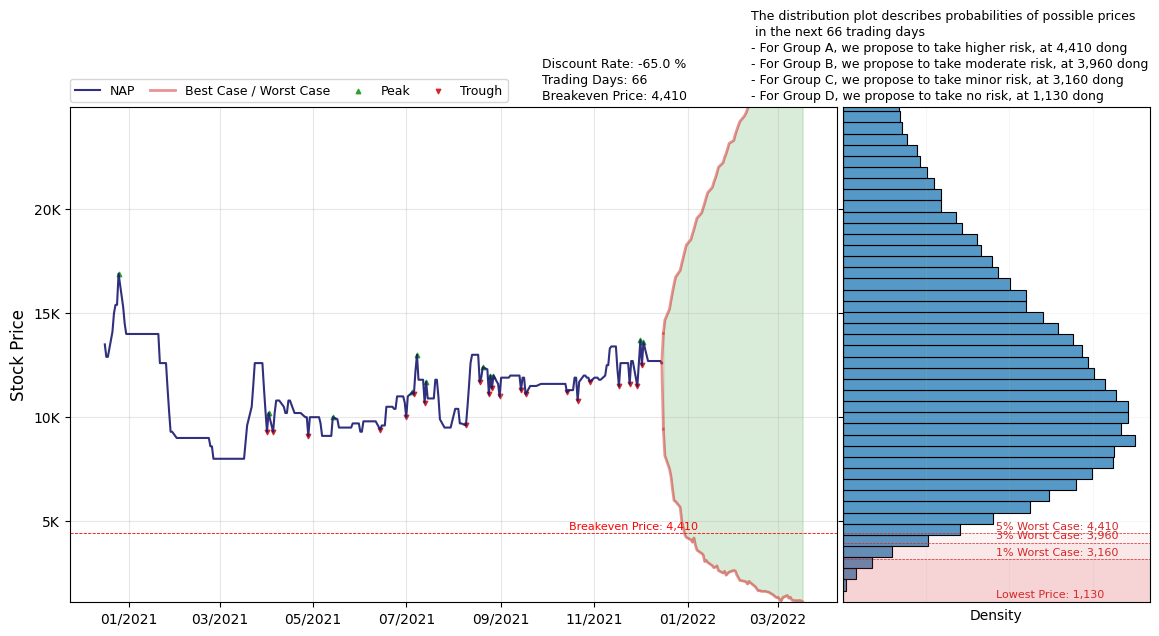 The distribution plot describes probabilities of possible prices
in the next 66 trading days
- For Group A, we propose to take higher risk, at 4,410 dong
- For Group B, we propose to take moderate risk, at 3,960 dong
- For Group C, we propose to take minor risk, at 3,160 dong
- For Group D, we propose to take no risk, at 1,130 dong
Discount Rate: -65.0 %
Trading Days: 66
Breakeven Price: 4,410
NAP Best Case / Worst Case Peak Trough
Stock Price
20K
15K
10K
5K
Breakeven Price: 4,410
5% Worst Case: 4,410
3% Worst Case: 3,960
1% Worst Case: 3,160
Lowest Price: 1,130
01/2021 03/2021 05/2021 07/2021 09/2021 11/2021 01/2022 03/2022
Density